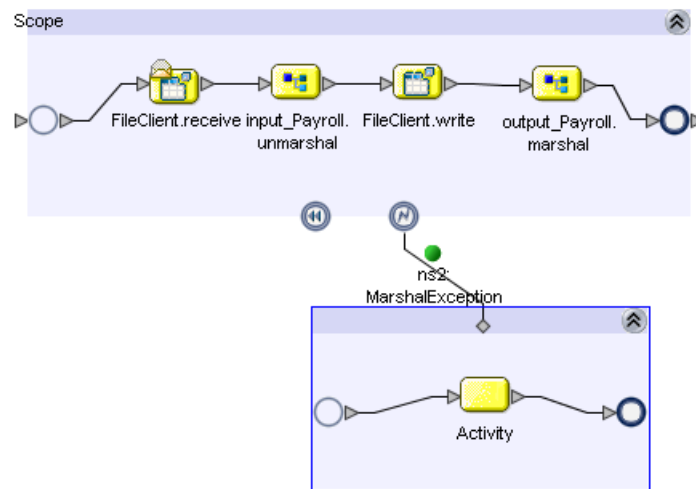 Scope
FileClient.receive
input_Payroll.
unmarshal
FileClient.write
output_Payroll.
marshal
ns2:
MarshalException
Activity